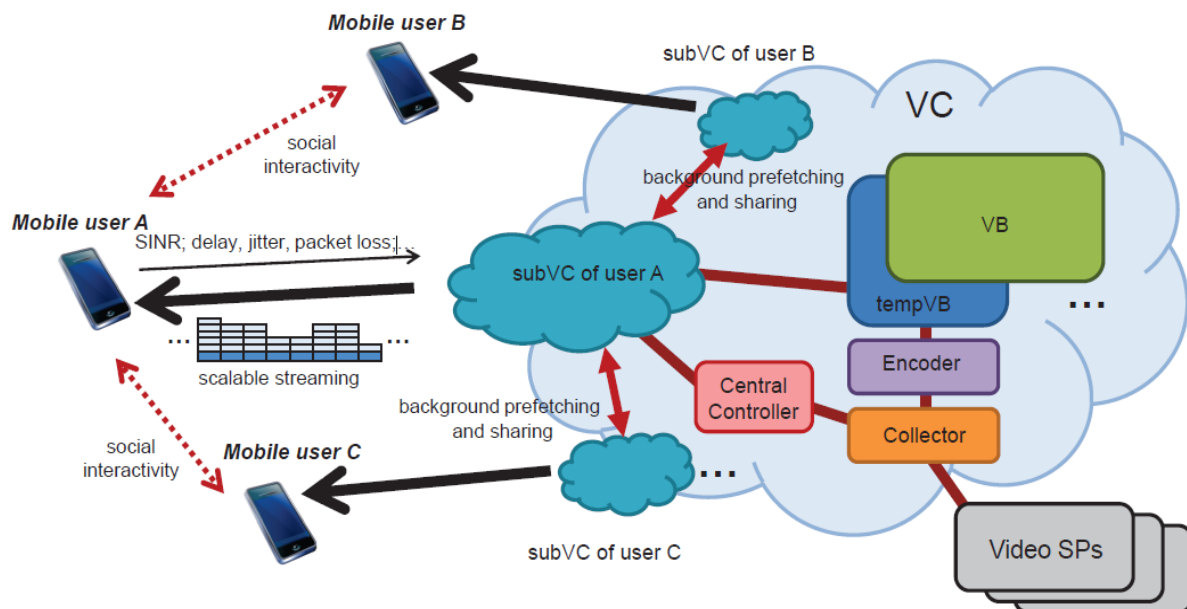 Mobile user B
subVC of user B
VC
social
interactivity
background prefetching
and sharing
VB
Mobile user A
SINR; delay, jitter, packet loss;...
subVC of user A
tempVB
...
... ...
scalable streaming
Encoder
Central
Controller
background prefetching
and sharing
Collector
social
interactivity
Mobile user C
...
subVC of user C
Video SPs